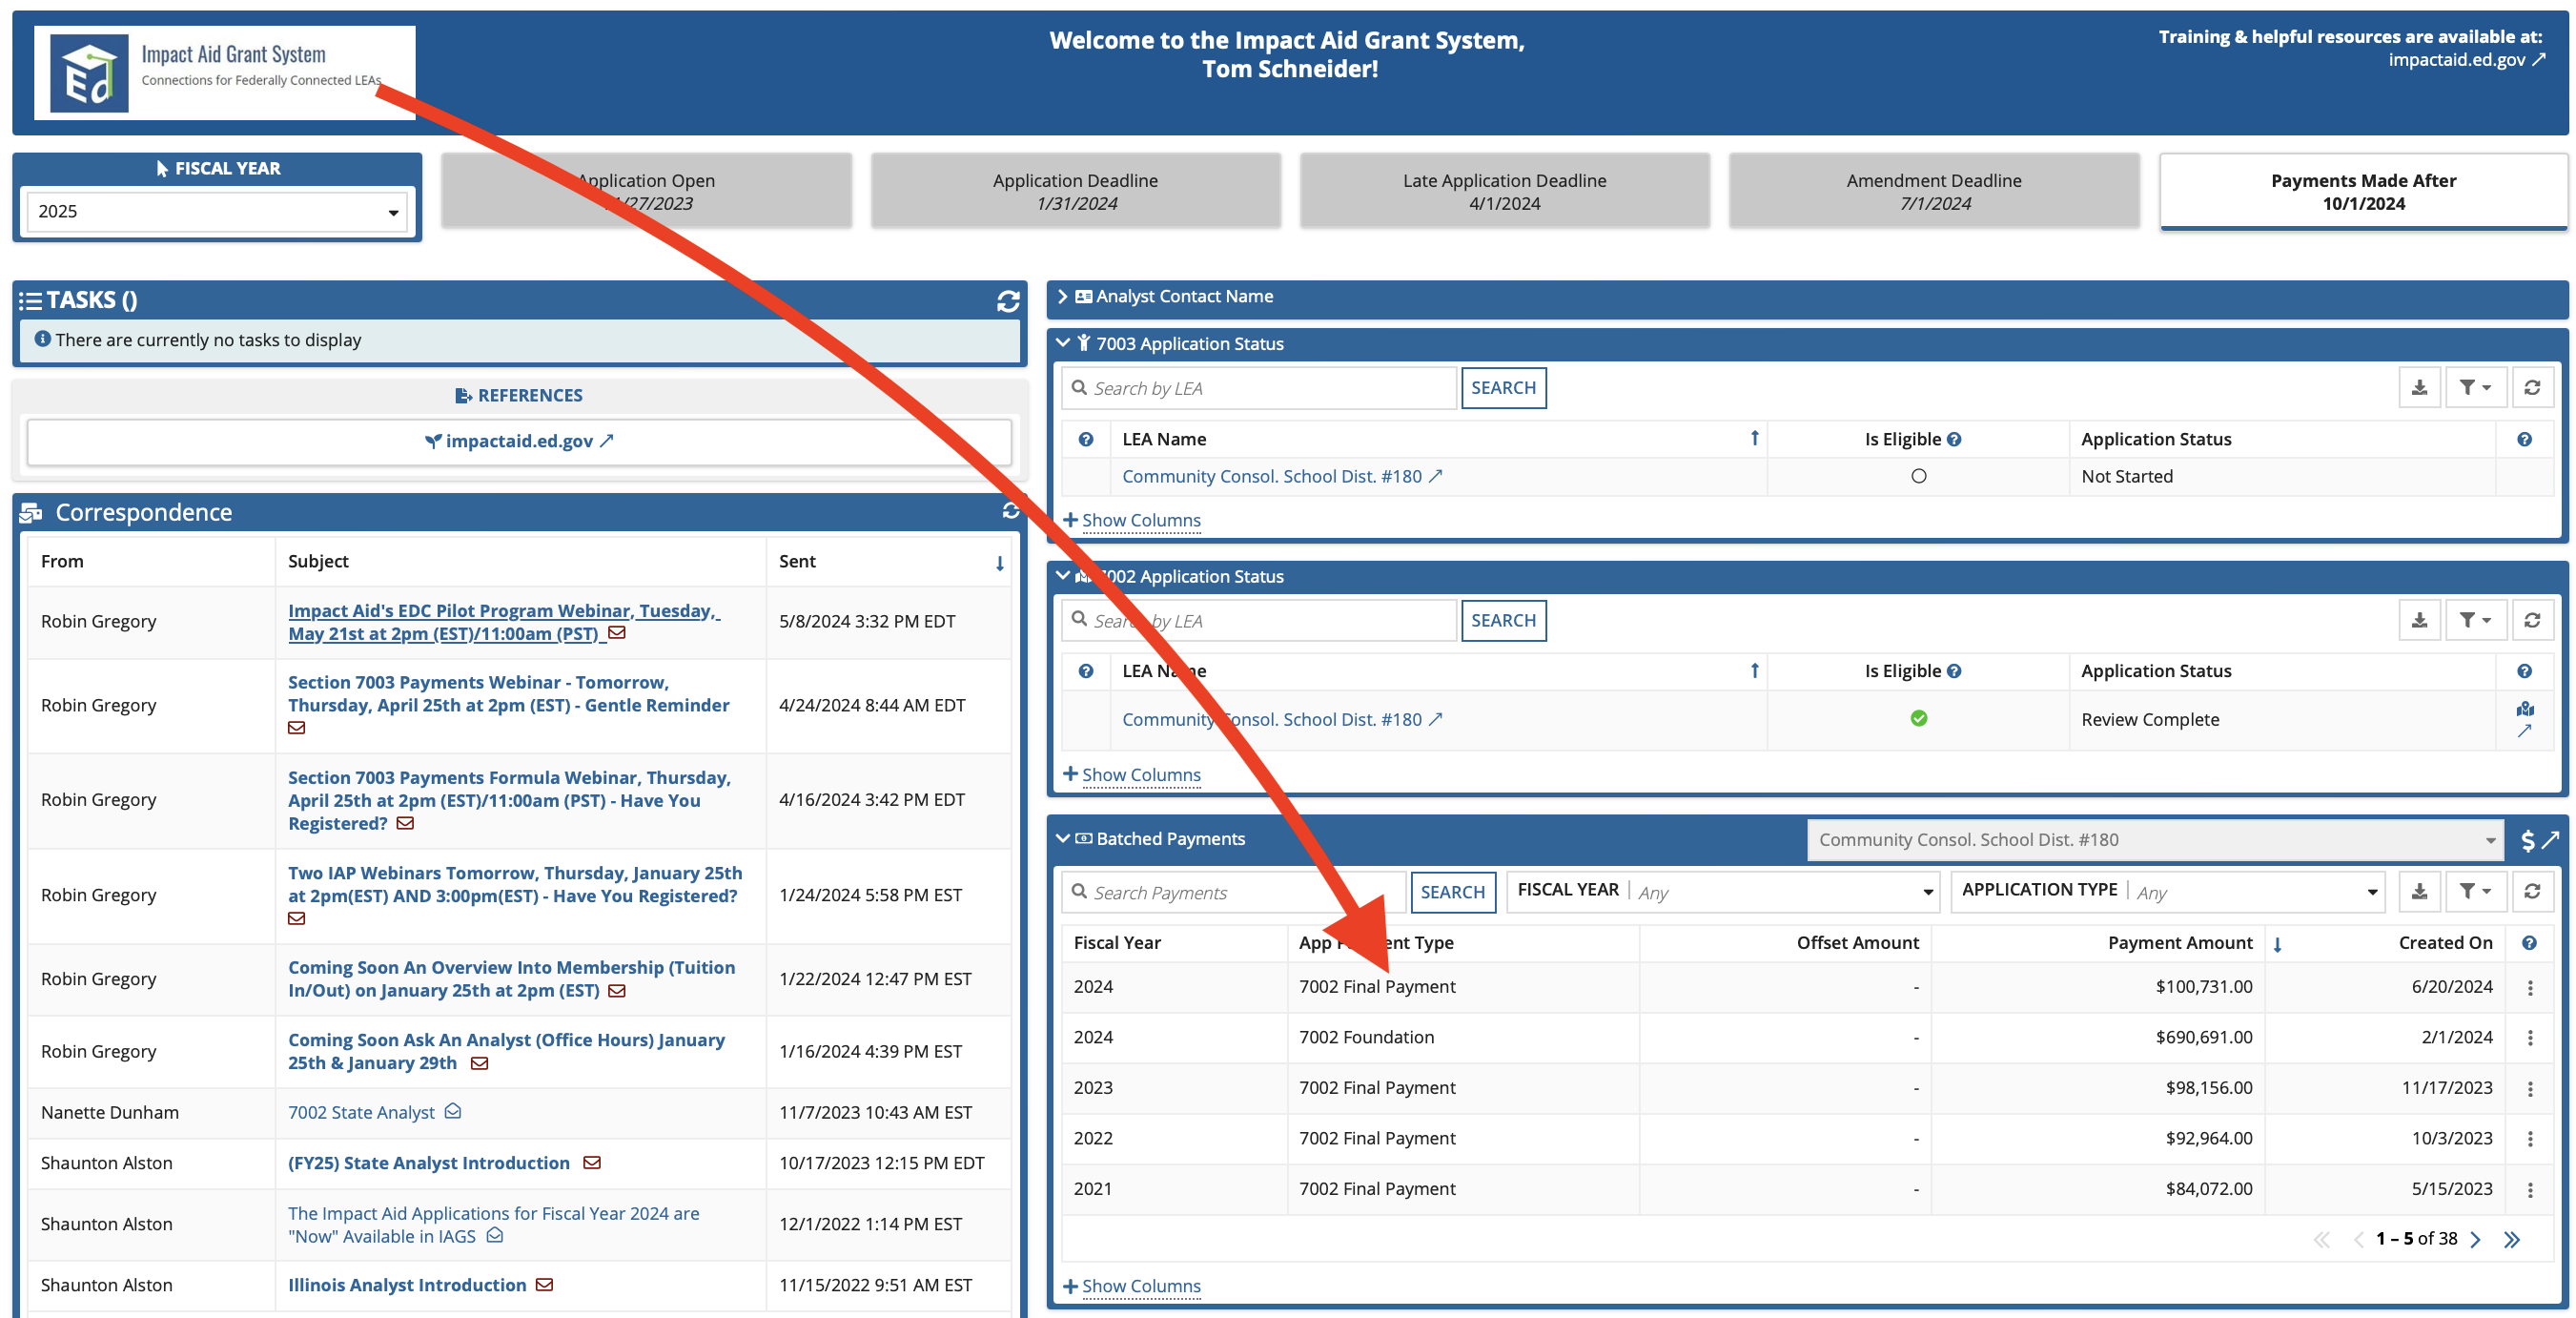 Impact Aid Grant System
Connections for Federally Connected LEAs
Welcome to the Impact Aid Grant System,
Tom Schneider!
Training & helpful resources are available at:
impactaid.ed.gov
FISCAL YEAR
2025
Application Open
/27/2023
Application Deadline
1/31/2024
Late Application Deadline
4/1/2024
Amendment Deadline
7/1/2024
Payments Made After
10/1/2024
TASKS ()
There are currently no tasks to display
REFERENCES
impactaid.ed.gov
Correspondence
From Subject Sent
Robin Gregory
Impact Aid's EDC Pilot Program Webinar, Tuesday,
May 21st at 2pm (EST)/11:00am (PST)
5/8/2024 3:32 PM EDT
Robin Gregory
Section 7003 Payments Webinar - Tomorrow,
Thursday, April 25th at 2pm (EST) - Gentle Reminder
4/24/2024 8:44 AM EDT
Robin Gregory
Section 7003 Payments Formula Webinar, Thursday,
April 25th at 2pm (EST)/11:00am (PST) - Have You
Registered?
4/16/2024 3:42 PM EDT
Robin Gregory
Two IAP Webinars Tomorrow, Thursday, January 25th
at 2pm(EST) AND 3:00pm(EST) - Have You Registered?
1/24/2024 5:58 PM EST
Robin Gregory
Coming Soon An Overview Into Membership (Tuition
In/Out) on January 25th at 2pm (EST)
1/22/2024 12:47 PM EST
Robin Gregory
Coming Soon Ask An Analyst (Office Hours) January
25th & January 29th
1/16/2024 4:39 PM EST
Nanette Dunham 7002 State Analyst 11/7/2023 10:43 AM EST
Shaunton Alston (FY25) State Analyst Introduction 10/17/2023 12:15 PM EDT
Shaunton Alston
The Impact Aid Applications for Fiscal Year 2024 are
"Now" Available in IAGS
12/1/2022 1:14 PM EST
Shaunton Alston Illinois Analyst Introduction 11/15/2022 9:51 AM EST
Analyst Contact Name
7003 Application Status
Search by LEA SEARCH
LEA Name Is Eligible Application Status
Community Consol. School Dist. #180 Not Started
Show Columns
7002 Application Status
Search by LEA SEARCH
LEA Name Is Eligible Application Status
Community Consol. School Dist. #180 Review Complete
Show Columns
Batched Payments Community Consol. School Dist. #180 $
Search Payments SEARCH FISCAL YEAR | Any APPLICATION TYPE | Any
Fiscal Year App Type Offset Amount Payment Amount Created On
2024 7002 Final Payment - $100,731.00 6/20/2024
2024 7002 Foundation - $690,691.00 2/1/2024
2023 7002 Final Payment - $98,156.00 11/17/2023
2022 7002 Final Payment - $92,964.00 10/3/2023
2021 7002 Final Payment - $84,072.00 5/15/2023
1 – 5 of 38
Show Columns